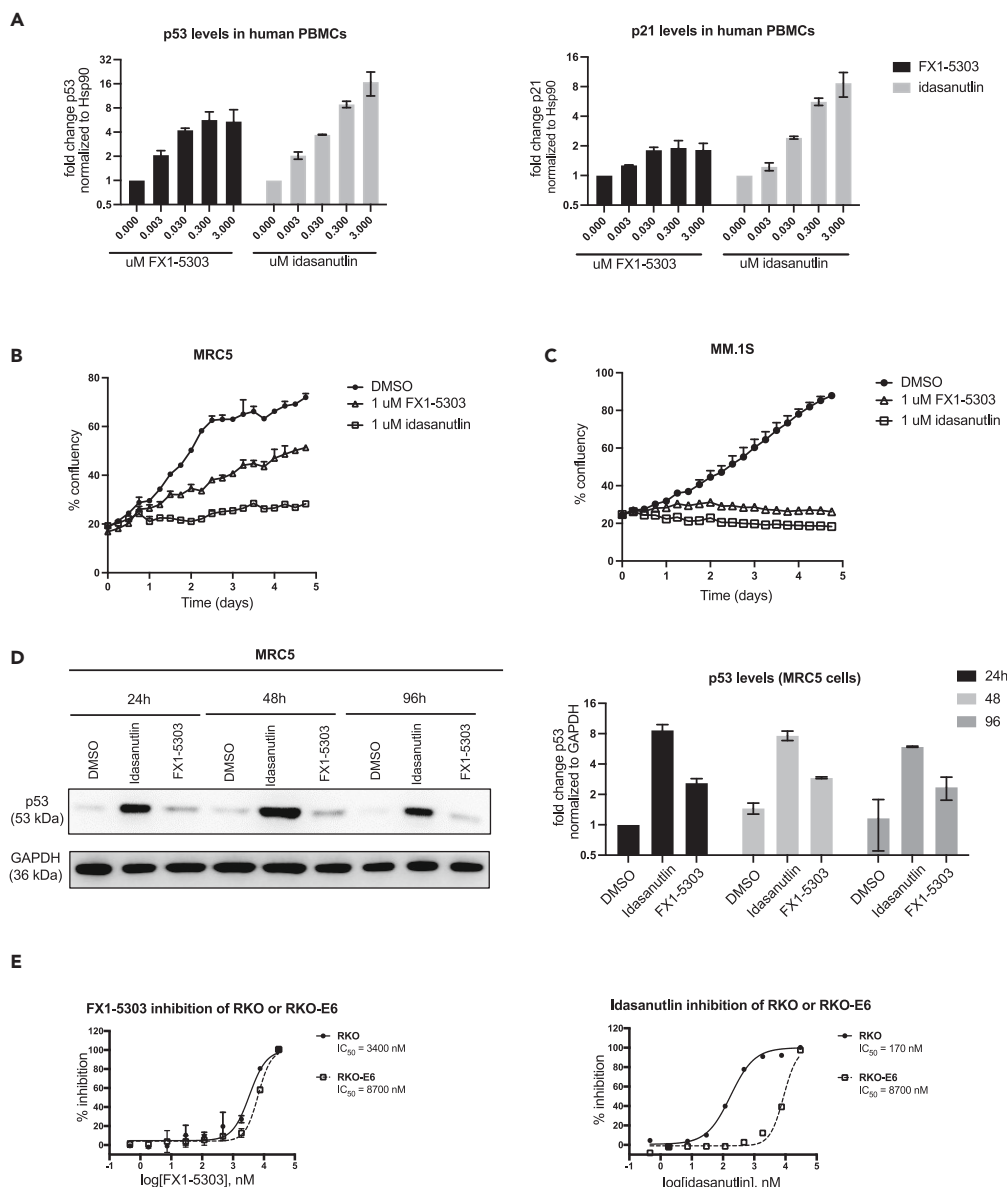 A
p53 levels in human PBMCs
fold change p53
normalized to Hsp90
32
16
8
4
2
1
0.5
0.000
0.003
0.030
0.300
3.000
0.000
0.003
0.030
0.300
3.000
uM FX1-5303
uM idasanutlin
p21 levels in human PBMCs
fold change p21
normalized to Hsp90
16
8
4
2
1
0.5
0.000
0.003
0.030
0.300
3.000
0.000
0.003
0.030
0.300
3.000
uM FX1-5303
uM idasanutlin
FX1-5303
idasanutlin
B
MRC5
% confluency
80
60
40
20
0
0
1
2
3
4
5
Time (days)
DMSO
1 uM FX1-5303
1 uM idasanutlin
C
MM.1S
% confluency
100
80
60
40
20
0
0
1
2
3
4
5
Time (days)
DMSO
1 uM FX1-5303
1 uM idasanutlin
D
MRC5
24h
48h
96h
DMSO
Idasanutlin
FX1-5303
DMSO
Idasanutlin
FX1-5303
DMSO
Idasanutlin
FX1-5303
p53
(53 kDa)
GAPDH
(36 kDa)
p53 levels (MRC5 cells)
fold change p53
normalized to GAPDH
16
8
4
2
1
0.5
DMSO
Idasanutlin
FX1-5303
DMSO
Idasanutlin
FX1-5303
DMSO
Idasanutlin
FX1-5303
24h
48
96
E
FX1-5303 inhibition of RKO or RKO-E6
% inhibition
120
100
80
60
40
20
0
-1
0
1
2
3
4
5
log[FX1-5303], nM
RKO
IC50 = 3400 nM
RKO-E6
IC50 = 8700 nM
Idasanutlin inhibition of RKO or RKO-E6
% inhibition
120
100
80
60
40
20
0
-1
0
1
2
3
4
5
log[idasanutlin], nM
RKO
IC50 = 170 nM
RKO-E6
IC50 = 8700 nM